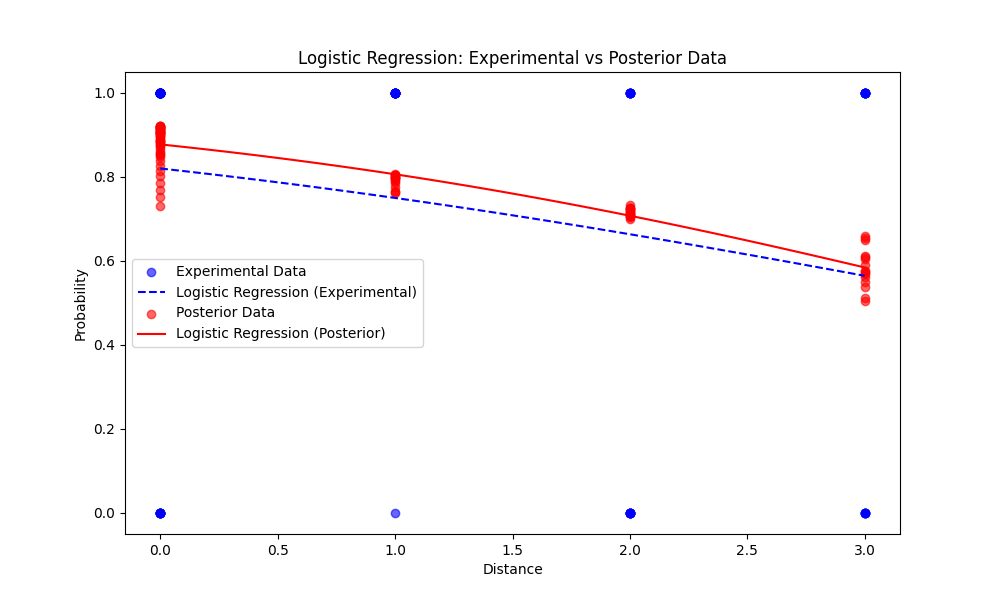 Logistic Regression: Experimental vs Posterior Data
1.0
0.8
0.6
0.4
0.2
0.0
Probability
Experimental Data
Logistic Regression (Experimental)
Posterior Data
Logistic Regression (Posterior)
0.0 0.5 1.0 1.5 2.0 2.5 3.0
Distance